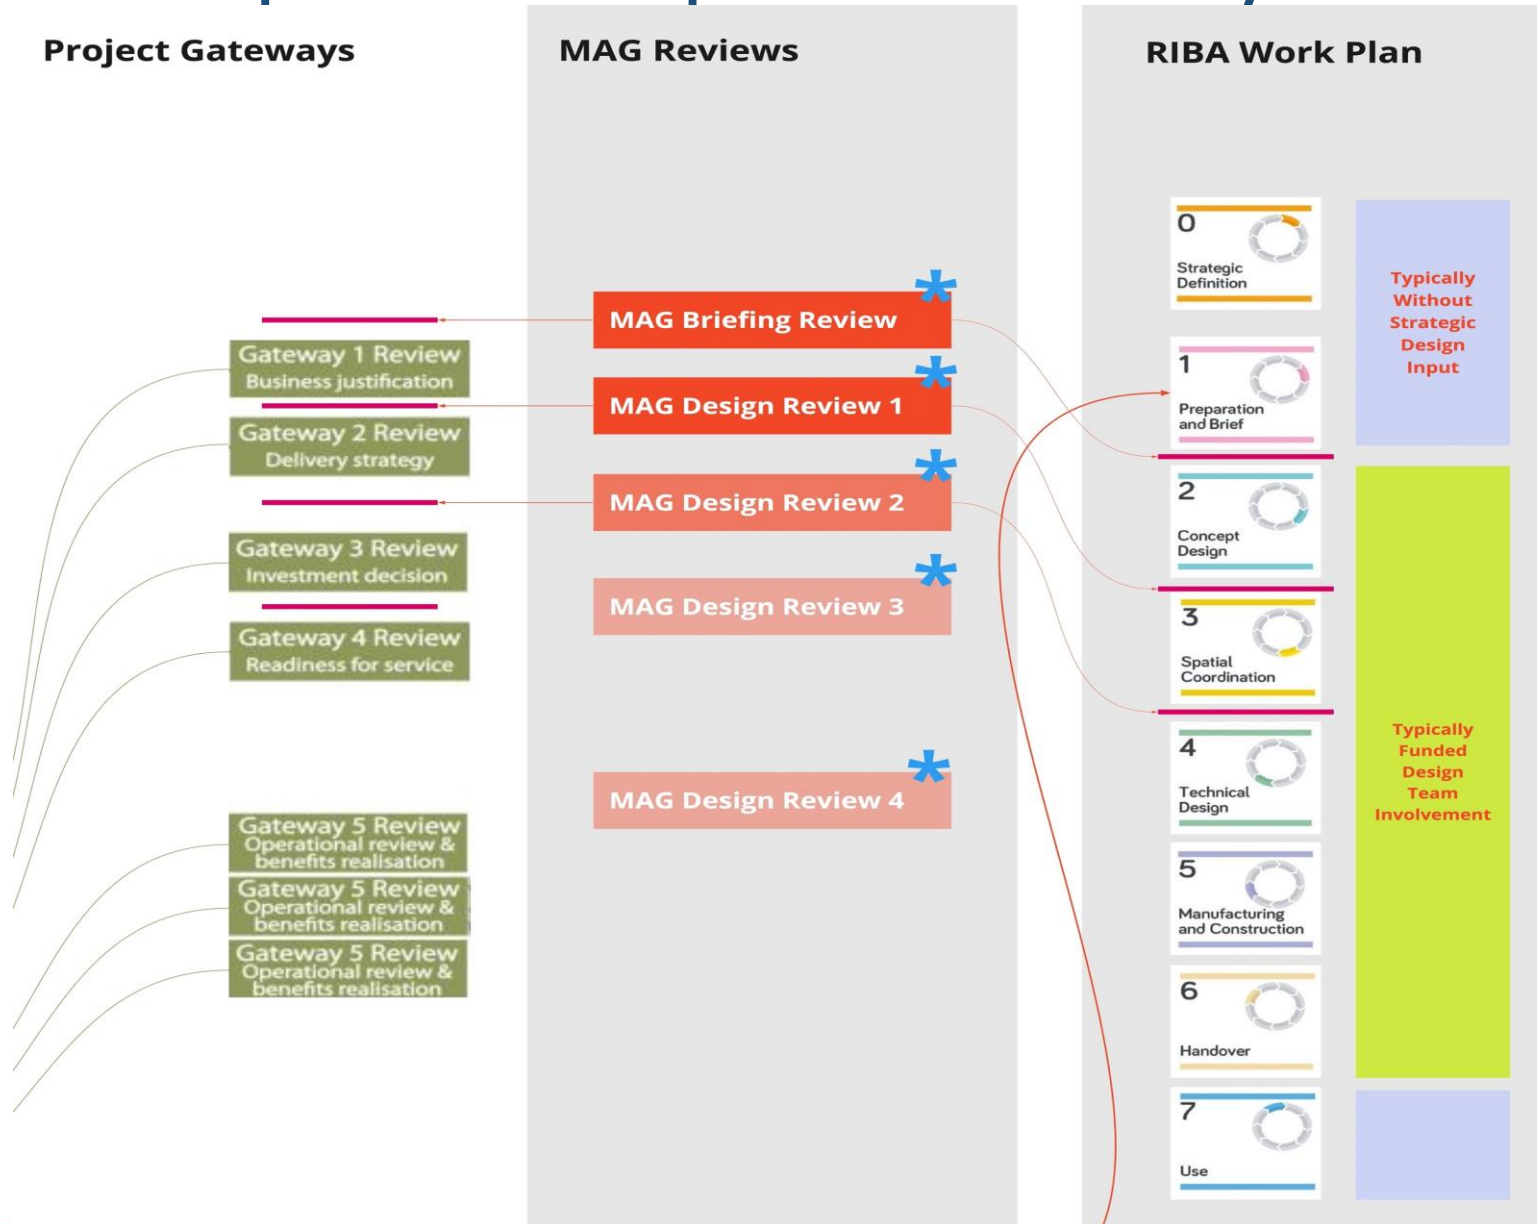 Project Gateways
MAG Reviews
RIBA Work Plan
Gateway 1 Review
Business justification
Gateway 2 Review
Delivery strategy
Gateway 3 Review
Investment decision
Gateway 4 Review
Readiness for service
Gateway 5 Review
Operational review &
benefits realisation
Gateway 5 Review
Operational review &
benefits realisation
Gateway 5 Review
Operational review &
benefits realisation
MAG Briefing Review *
MAG Design Review 1 *
MAG Design Review 2 *
MAG Design Review 3 *
MAG Design Review 4 *
0
Strategic
Definition
1
Preparation
and Brief
2
Concept
Design
3
Spatial
Coordination
4
Technical
Design
5
Manufacturing
and Construction
6
Handover
7
Use
Typically
Without
Strategic
Design
Input
Typically
Funded
Design
Team
Involvement